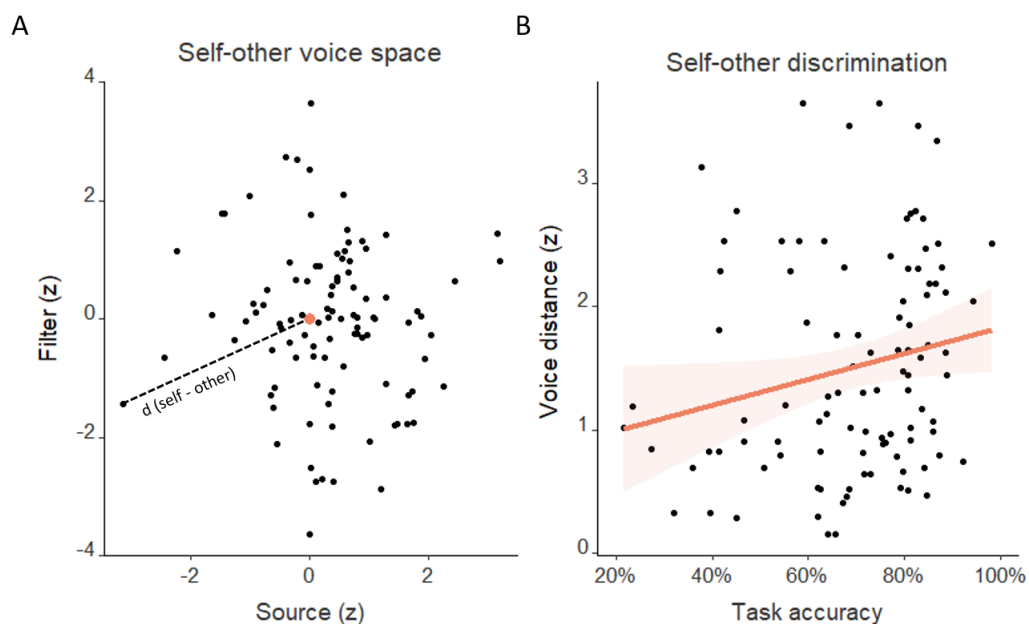 A
Self-other voice space
4
2
0
-2
-4
Filter (z)
d (self - other)
-2
0
2
Source (z)
B
Self-other discrimination
3
2
1
0
Voice distance (z)
20%
40%
60%
80%
100%
Task accuracy